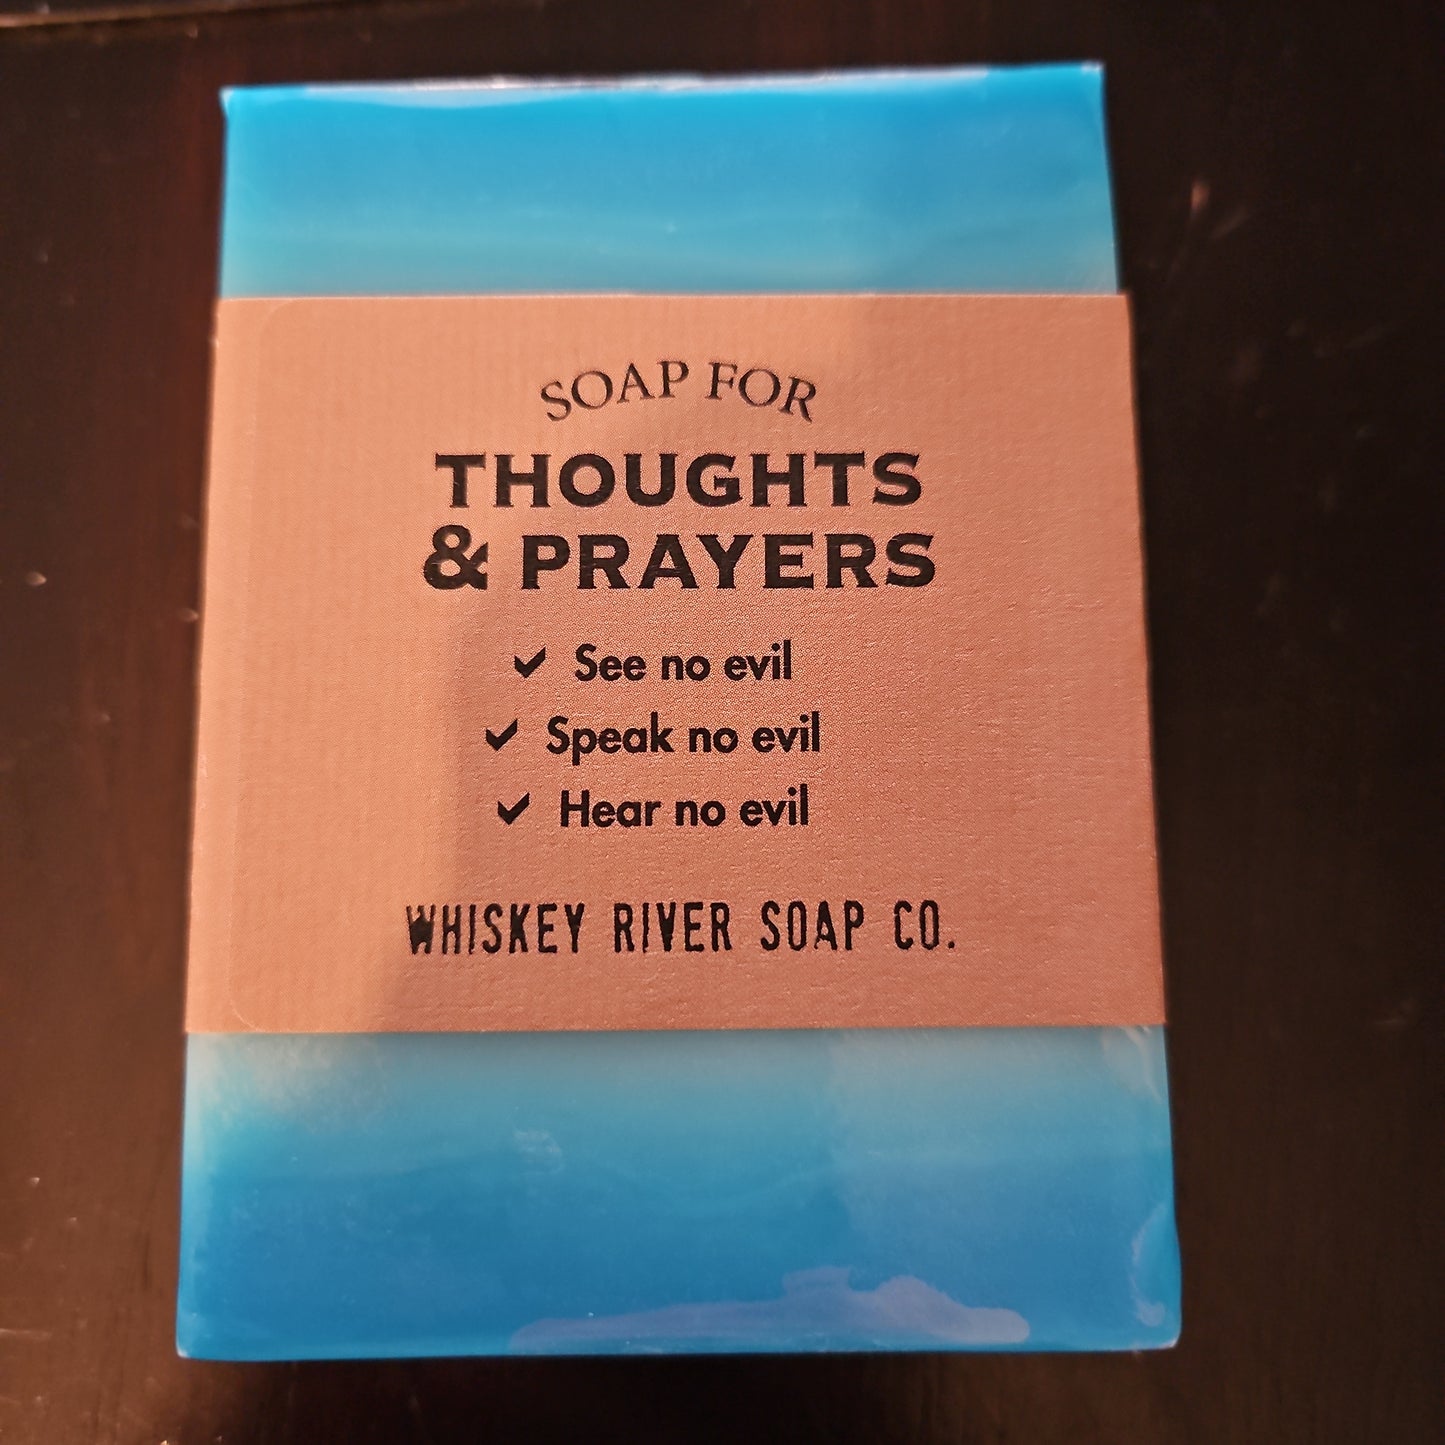 SOAP FOR
THOUGHTS
& PRAYERS
✓ See no evil
✓ Speak no evil
✓ Hear no evil
WHISKEY RIVER SOAP CO.